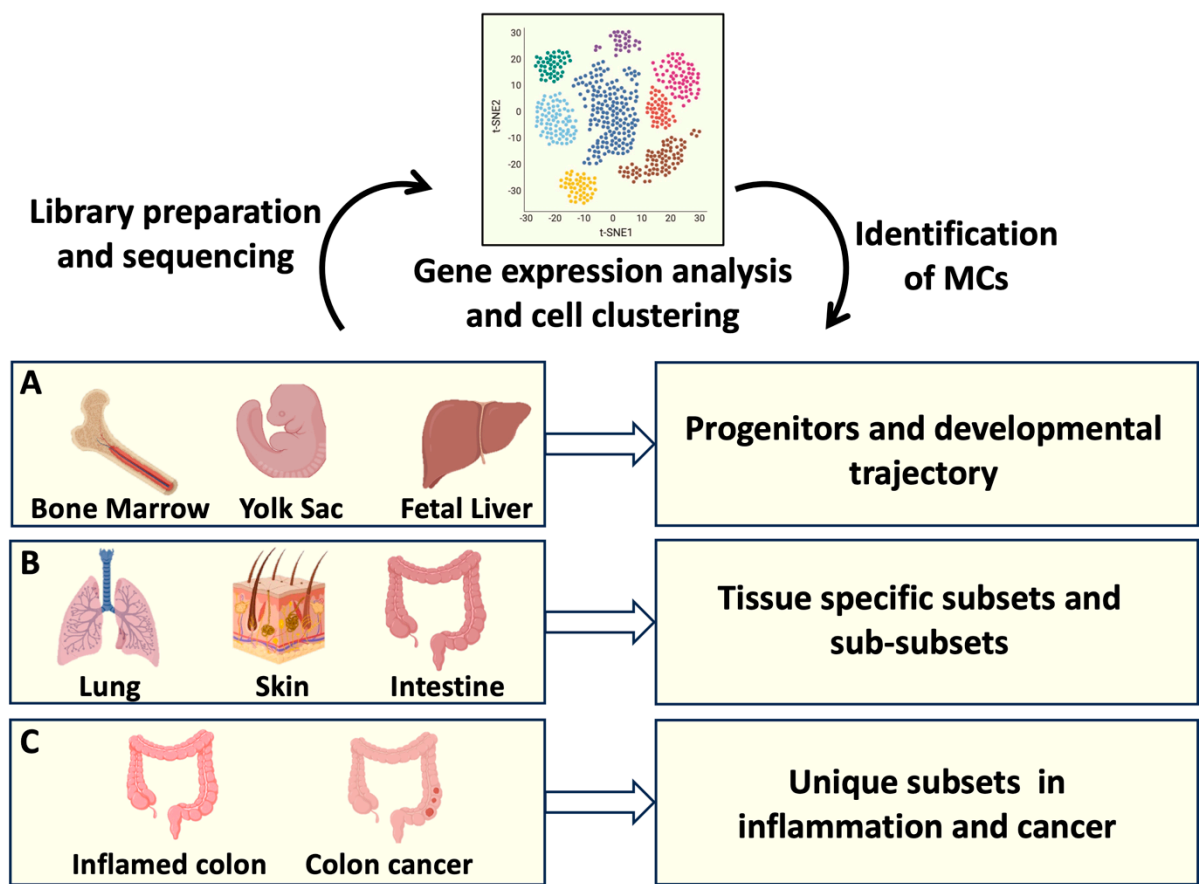 30
20
10
0
-10
-20
-30
t-SNE2
-30 -20 -10 0 10 20 30
t-SNE1
Library preparation
and sequencing
Gene expression analysis
and cell clustering
Identification
of MCs
A
Bone Marrow Yolk Sac Fetal Liver
Progenitors and developmental
trajectory
B
Lung Skin Intestine
Tissue specific subsets and
sub-subsets
C
Inflamed colon Colon cancer
Unique subsets in
inflammation and cancer